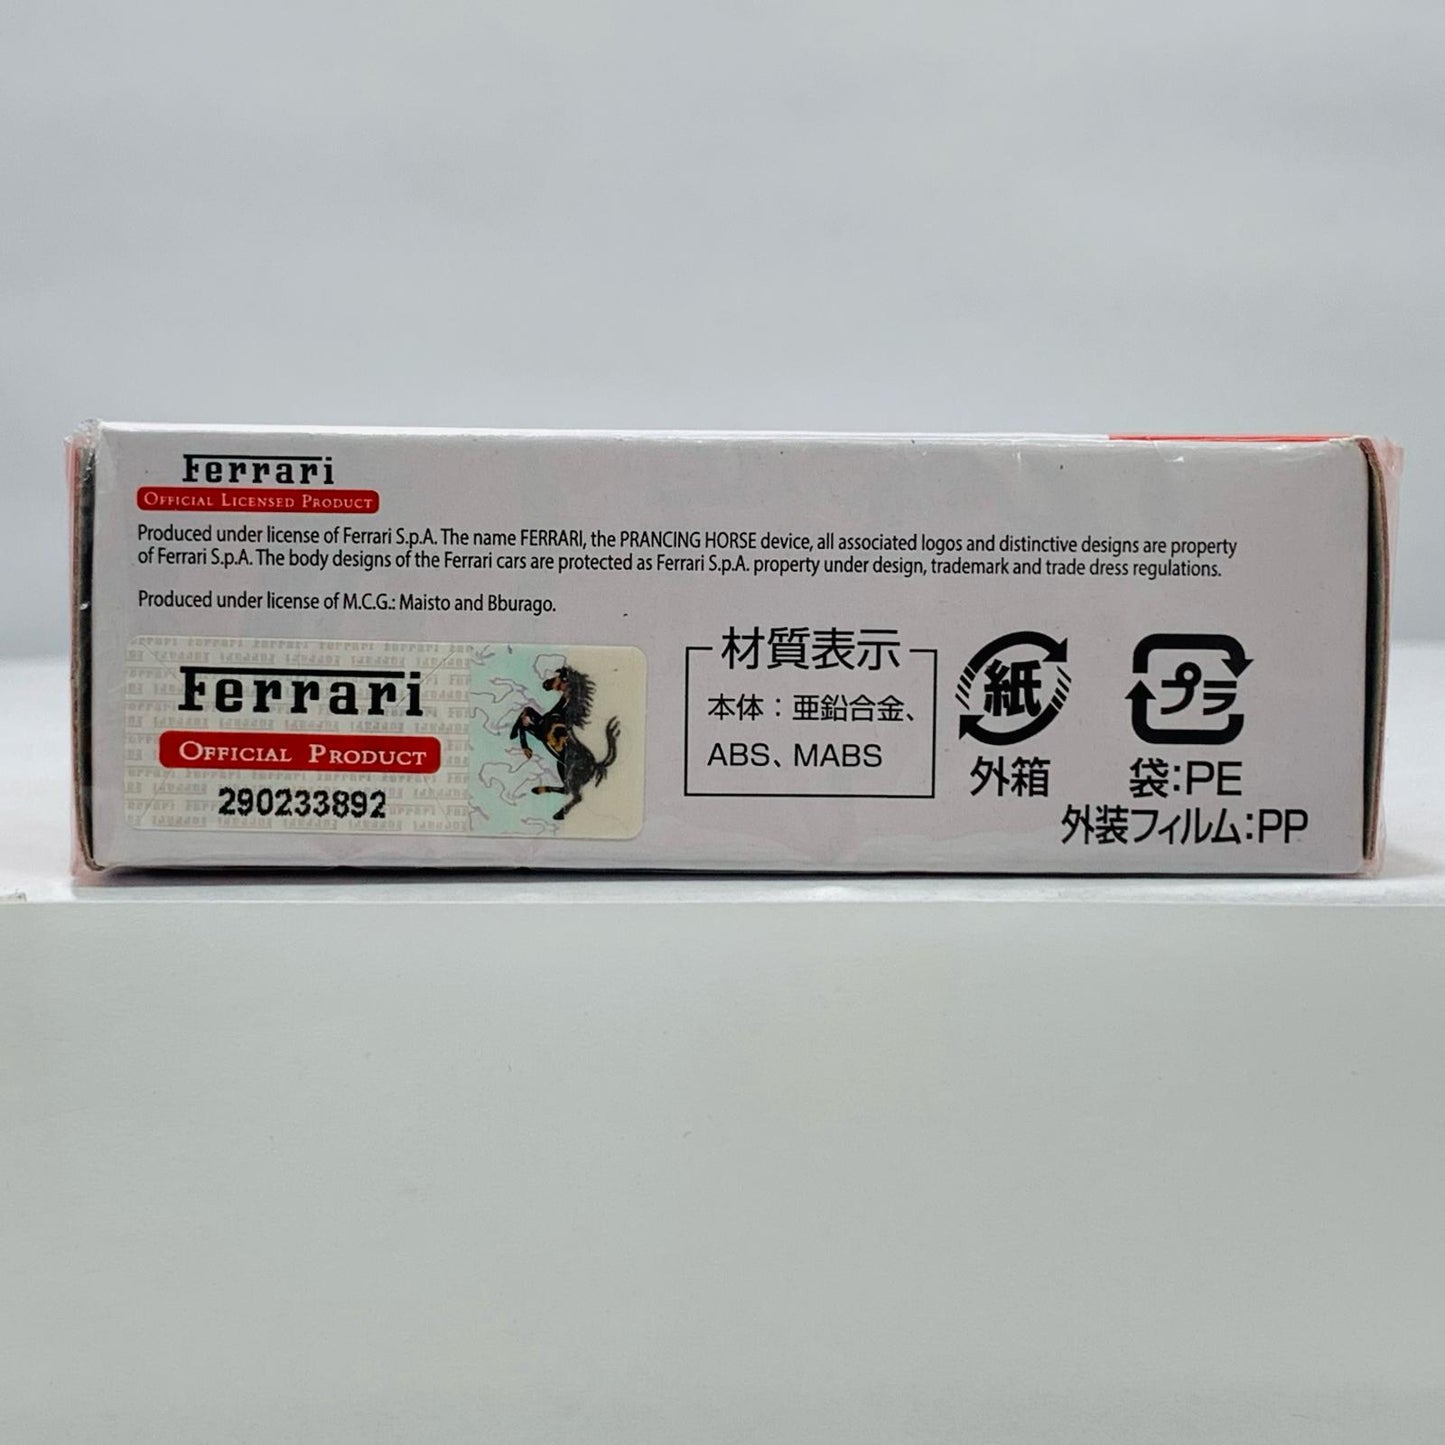 Ferrari
OFFICIAL LICENSED PRODUCT
Produced under license of Ferrari S.p.A. The name FERRARI, the PRANCING HORSE device, all associated logos and distinctive designs are property
of Ferrari S.p.A. The body designs of the Ferrari cars are protected as Ferrari S.p.A. property under design, trademark and trade dress regulations.
Produced under license of M.C.G.: Maisto and Bburago.
Ferrari
OFFICIAL PRODUCT
290233892
材質表示
本体：亜鉛合金、
ABS、MABS
紙
外箱
プラ
袋:PE
外装フィルム:PP